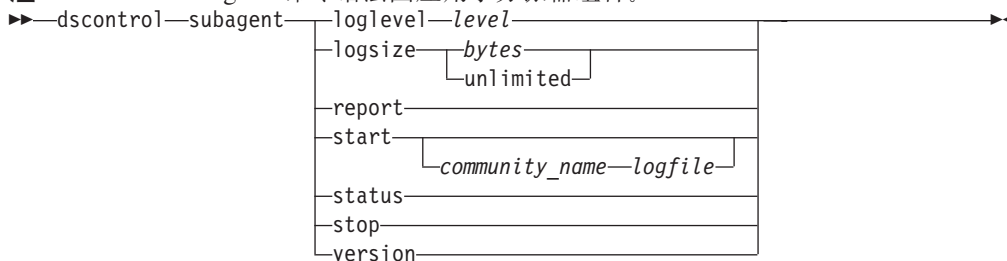 dscontrol subagent loglevel level
logsize bytes
unlimited
report
start
community_name logfile
status
stop
version